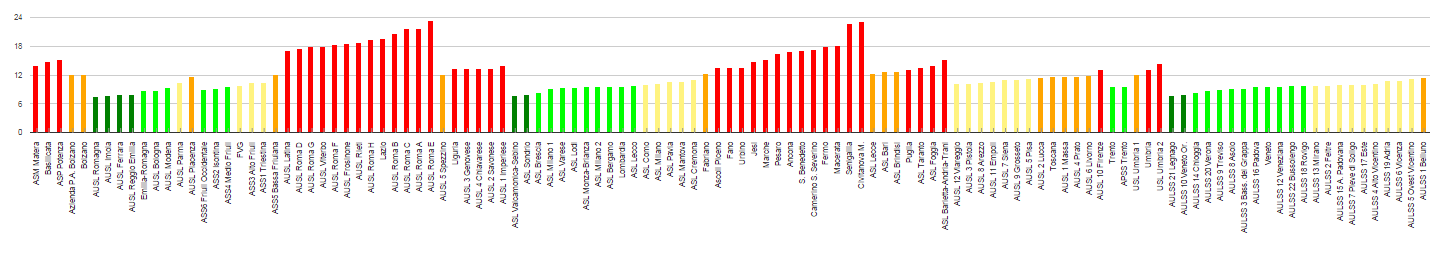 24
18
12
6
0
ASM Matera
Basilicata
ASP Potenza
Azienda P.A. Bolzano
Bolzano
AUSL Romagna
AUSL Imola
AUSL Ferrara
AUSL Reggio Emilia
Emilia-Romagna
AUSL Bologna
AUSL Modena
AUSL Parma
AUSL Piacenza
ASS6 Friuli Occidentale
ASS2 Isontina
ASS4 Medio Friuli
FVG
ASS3 Alto Friuli
ASS1 Triestina
ASS5 Bassa Friulana
AUSL Latina
AUSL Roma D
AUSL Roma G
AUSL Viterbo
AUSL Roma F
AUSL Frosinone
AUSL Rieti
AUSL Roma H
Lazio
AUSL Roma B
AUSL Roma C
AUSL Roma A
AUSL Roma E
AUSL 5 Spezzino
Liguria
AUSL 3 Genovese
AUSL 4 Chiavarese
AUSL 2 Savonese
AUSL 1 Imperiese
ASL Valcamonica-Sebino
ASL Sondrio
ASL Brescia
ASL Milano 1
ASL Varese
ASL Lodi
ASL Monza-Brianza
ASL Milano 2
ASL Bergamo
Lombardia
ASL Lecco
ASL Como
ASL Milano
ASL Pavia
ASL Mantova
ASL Cremona
Fabriano
Ascoli Piceno
Fano
Urbino
Jesi
Marche
Pesaro
Ancona
S. Benedetto
Camerino S. Severino
Fermo
Macerata
Senigallia
Civitanova M.
ASL Lecce
ASL Bari
ASL Brindisi
Puglia
ASL Taranto
ASL Foggia
ASL Barletta-Andria-Trani
AUSL 12 Viareggio
AUSL 3 Pistoia
AUSL 8 Arezzo
AUSL 11 Empoli
AUSL 7 Siena
AUSL 9 Grosseto
AUSL 5 Pisa
AUSL 2 Lucca
Toscana
AUSL 1 Massa
AUSL 4 Prato
AUSL 6 Livorno
AUSL 10 Firenze
Trento
APSS Trento
USL Umbria 1
Umbria
USL Umbria 2
AULSS 21 Legnago
AULSS 10 Veneto Or.
AULSS 14 Chioggia
AULSS 20 Verona
AULSS 9 Treviso
AULSS 8 Asolo
AULSS 3 Bass. del Grappa
AULSS 16 Padova
Veneto
AULSS 12 Veneziana
AULSS 22 Bussolengo
AULSS 18 Rovigo
AULSS 13 Mirano
AULSS 2 Feltre
AULSS 15 A. Padovana
AULSS 7 Pieve di Soligo
AULSS 17 Este
AULSS 4 Alto Vicentino
AULSS 19 Adria
AULSS 6 Vicenza
AULSS 5 Ovest Vicentino
AULSS 1 Belluno